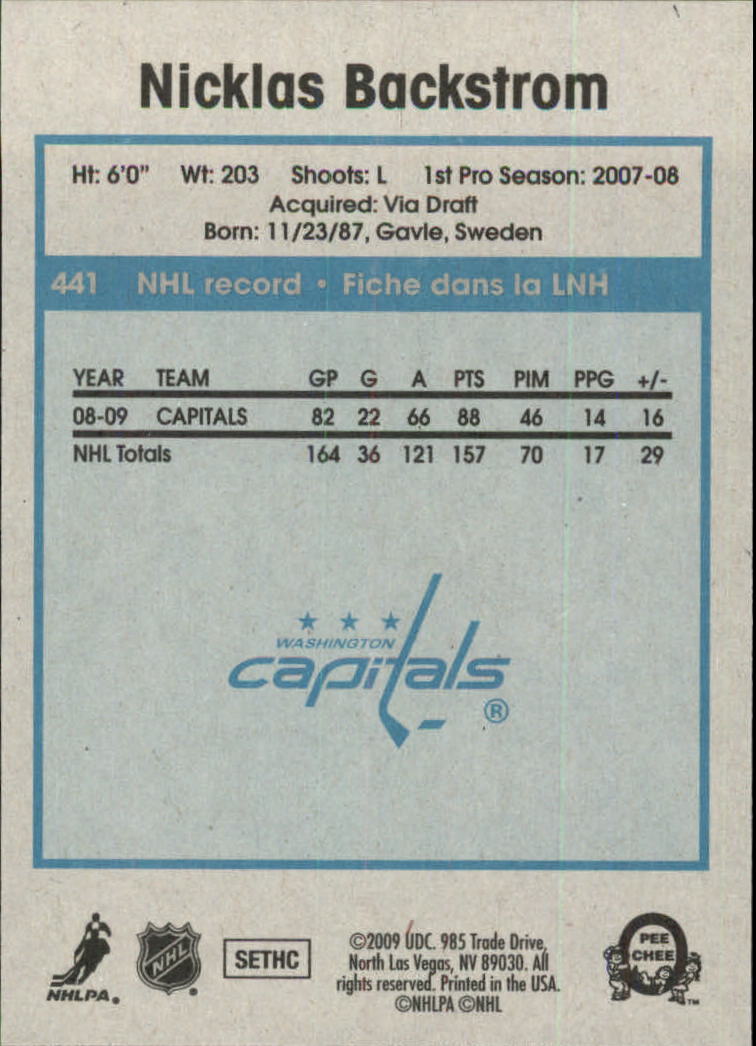 Nicklas Backstrom
Ht: 6'0" Wt: 203 Shoots: L 1st Pro Season: 2007-08
Acquired: Via Draft
Born: 11/23/87, Gavle, Sweden
441 NHL record • Fiche dans la LNH
YEAR TEAM GP G A PTS PIM PPG +/-
08-09 CAPITALS 82 22 66 88 46 14 16
NHL Totals 164 36 121 157 70 17 29
WASHINGTON
capitals
®
NHLPA®
NHL®
SETHC
©2009 UDC. 985 Trade Drive,
North Las Vegas, NV 89030. All
rights reserved. Printed in the USA.
©NHLPA ©NHL
O
PEE
CHEE
™